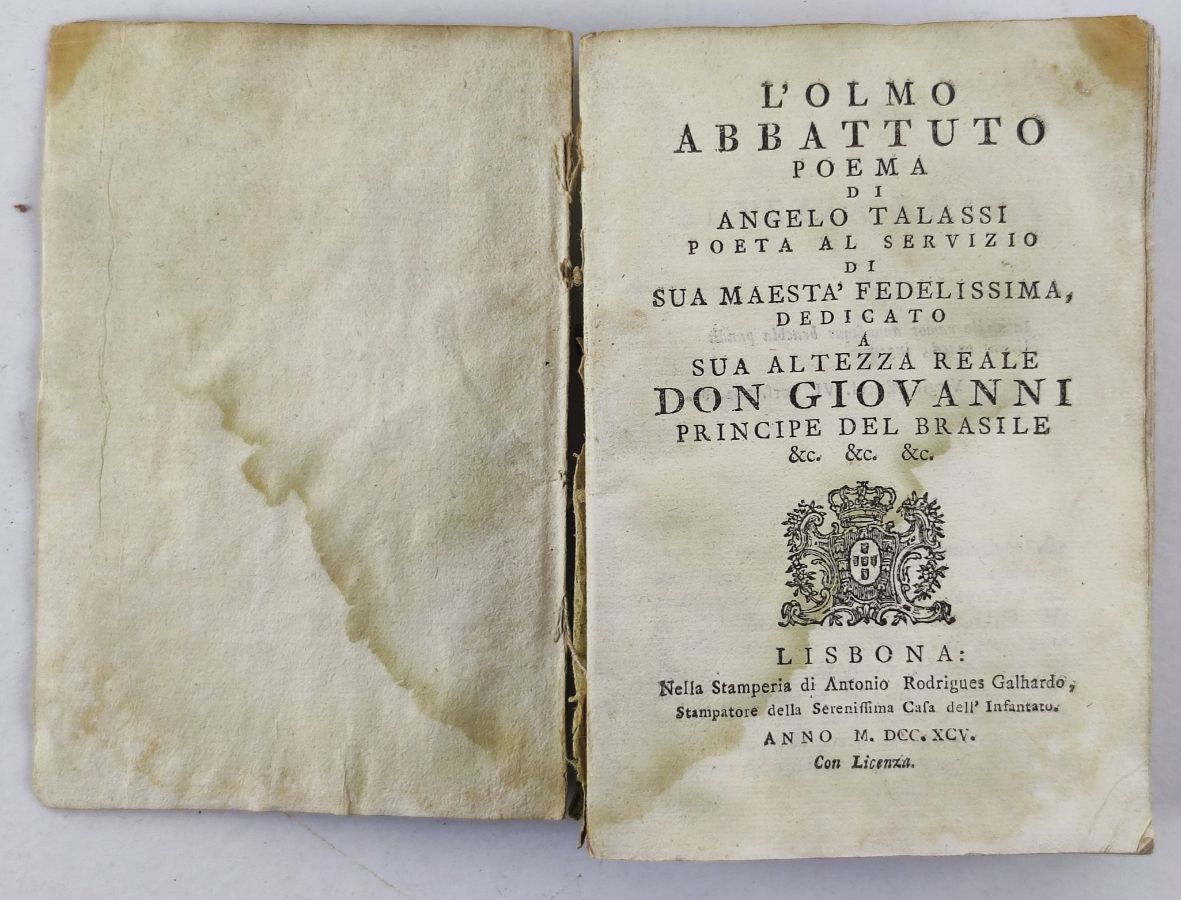 L'OLMO
ABBATTUTO
POEMA
DI
ANGELO TALASSI
POETA AL SERVIZIO
DI
SUA MAESTA' FEDELISSIMA,
DEDICATO
A
SUA ALTEZZA REALE
DON GIOVANNI
PRINCIPE DEL BRASILE
&c. &c. &c.
LISBONA:
Nella Stamperia di Antonio Rodrigues Galhardo,
Stampatore della Sereniſſima Caſa dell' Infantato.
ANNO M. DCC. XCV.
Con Licenza.